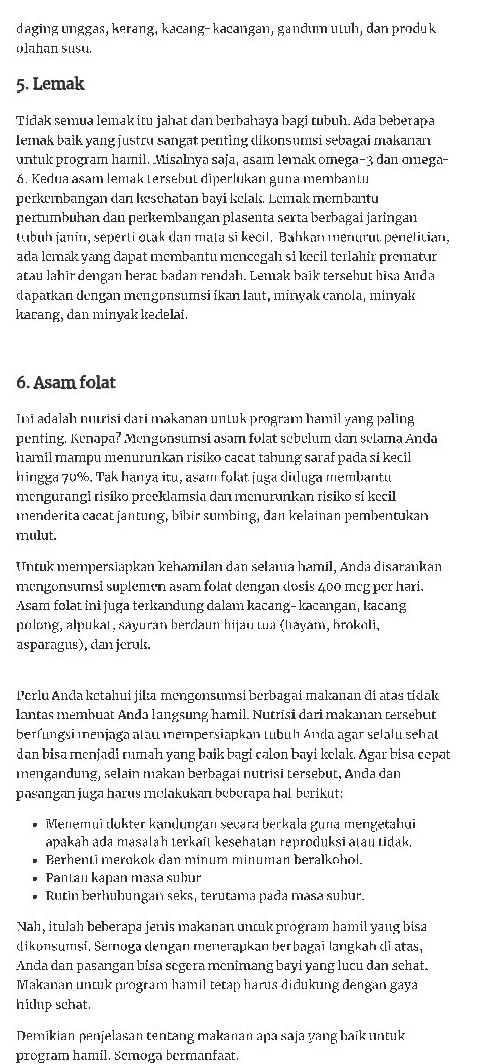 daging unggas, kerang, kacang-kacangan, gandum utuh, dan produk
olahan susu.
5. Lemak
Tidak semua lemak itu jahat dan berbahaya bagi tubuh. Ada beberapa
lemak baik yang justru sangat penting dikonsumsi sebagai makanan
untuk program hamil. Misalnya saja, asam lemak omega-3 dan omega-
6. Kedua asam lemak tersebut diperlukan guna membantu
perkembangan dan kesehatan bayi kelak. Lemak membantu
pertumbuhan dan perkembangan plasenta serta berbagai jaringan
tubuh janin, seperti otak dan mata si kecil. Bahkan menurut penelitian,
ada lemak yang dapat membantu mencegah si kecil terlahir prematur
atau lahir dengan berat badan rendah. Lemak baik tersebut bisa Anda
dapatkan dengan mengonsumsi ikan laut, minyak canola, minyak
kacang, dan minyak kedelai.
6. Asam folat
Ini adalah nutrisi dari makanan untuk program hamil yang paling
penting. Kenapa? Mengonsumsi asam folat sebelum dan selama Anda
hamil mampu menurunkan risiko cacat tabung saraf pada si kecil
hingga 70%. Tak hanya itu, asam folat juga diduga membantu
mengurangi risiko preeklamsia dan menurunkan risiko si kecil
menderita cacat jantung, bibir sumbing, dan kelainan pembentukan
mulut.
Untuk mempersiapkan kehamilan dan selama hamil, Anda disarankan
mengonsumsi suplemen asam folat dengan dosis 400 mcg per hari.
Asam folat ini juga terkandung dalam kacang-kacangan, kacang
polong, alpukat, sayuran berdaun hijau tua (bayam, brokoli,
asparagus), dan jeruk.
Perlu Anda ketahui jika mengonsumsi berbagai makanan di atas tidak
lantas membuat Anda langsung hamil. Nutrisi dari makanan tersebut
berfungsi menjaga atau mempersiapkan tubuh Anda agar selalu sehat
dan bisa menjadi rumah yang baik bagi calon bayi kelak. Agar bisa cepat
mengandung, selain makan berbagai nutrisi tersebut, Anda dan
pasangan juga harus melakukan beberapa hal berikut:
• Menemui dokter kandungan secara berkala guna mengetahui
apakah ada masalah terkait kesehatan reproduksi atau tidak.
• Berhenti merokok dan minum minuman beralkohol.
• Pantau kapan masa subur
• Rutin berhubungan seks, terutama pada masa subur.
Nah, itulah beberapa jenis makanan untuk program hamil yang bisa
dikonsumsi. Semoga dengan menerapkan berbagai langkah di atas,
Anda dan pasangan bisa segera menimang bayi yang lucu dan sehat.
Makanan untuk program hamil tetap harus didukung dengan gaya
hidup sehat.
Demikian penjelasan tentang makanan apa saja yang baik untuk
program hamil. Semoga bermanfaat.